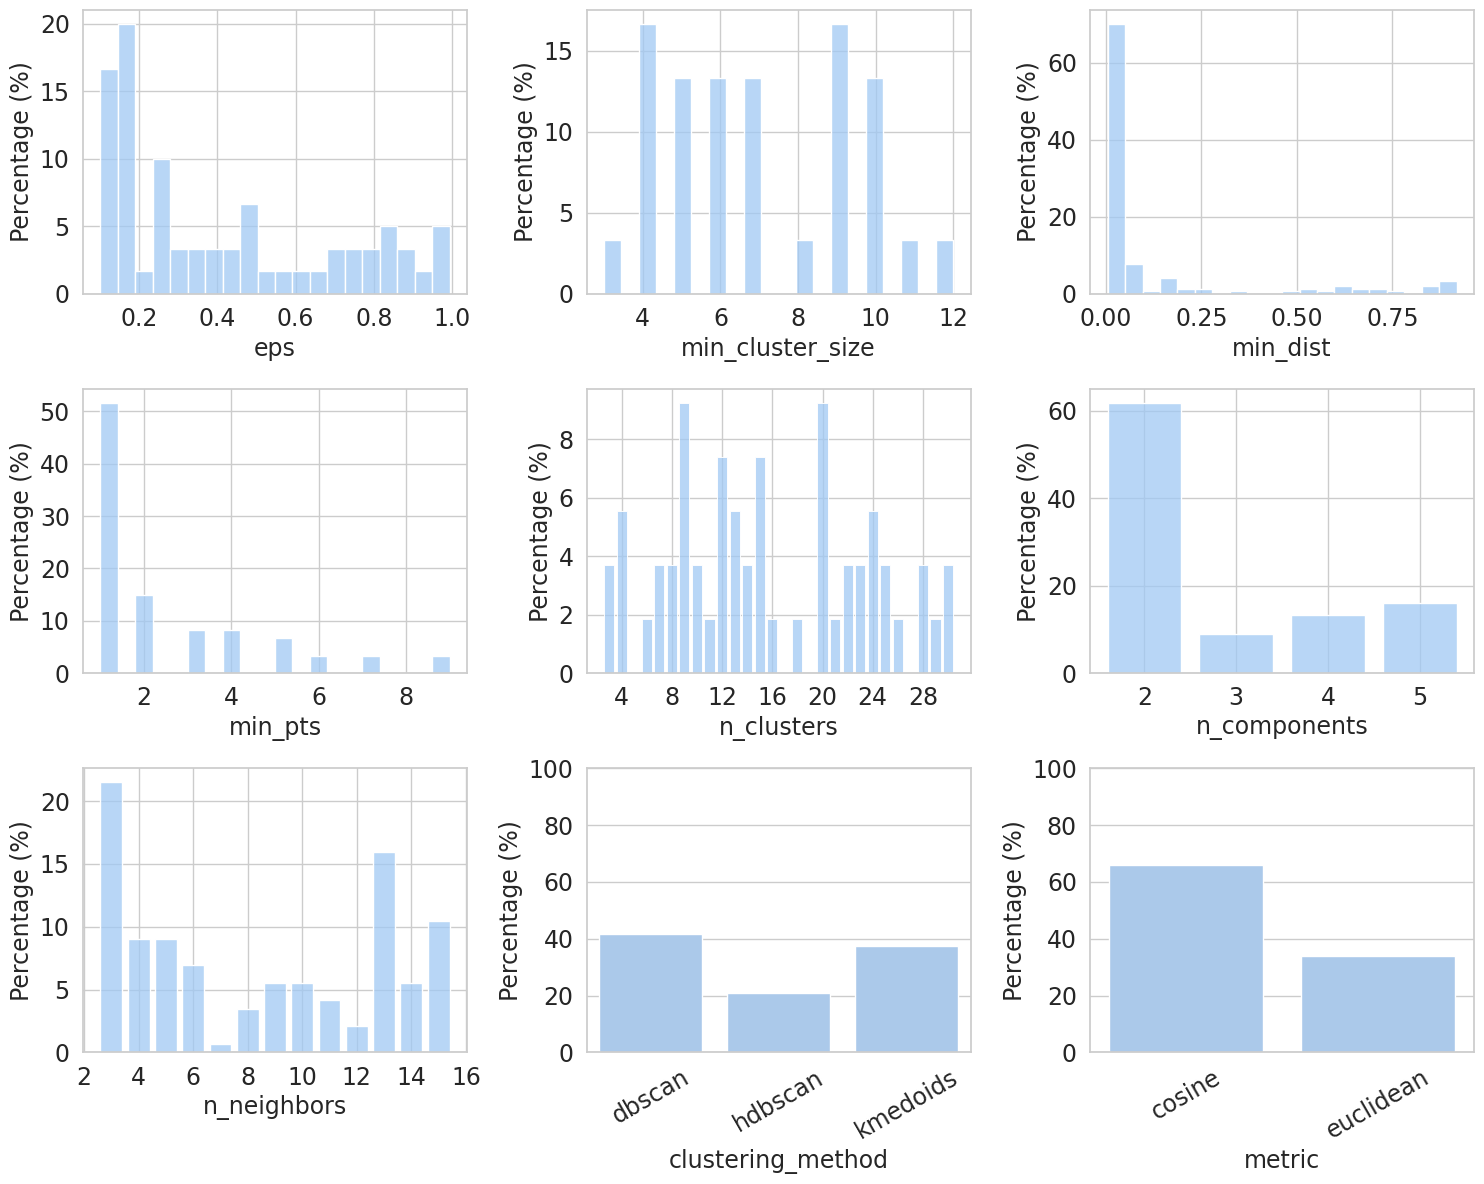 Percentage (%)
20
15
10
5
0
0.2 0.4 0.6 0.8 1.0
eps
Percentage (%)
15
10
5
0
4 6 8 10 12
min_cluster_size
Percentage (%)
60
40
20
0
0.00 0.25 0.50 0.75
min_dist
Percentage (%)
50
40
30
20
10
0
2 4 6 8
min_pts
Percentage (%)
8
6
4
2
0
4 8 12 16 20 24 28
n_clusters
Percentage (%)
60
40
20
0
2 3 4 5
n_components
Percentage (%)
20
15
10
5
0
2 4 6 8 10 12 14 16
n_neighbors
Percentage (%)
100
80
60
40
20
0
dbscan hdbscan kmedoids
clustering_method
Percentage (%)
100
80
60
40
20
0
cosine euclidean
metric